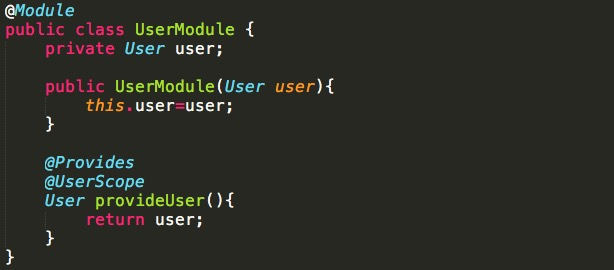 @Module
public class UserModule {
    private User user;

    public UserModule(User user){
        this.user=user;
    }

    @Provides
    @UserScope
    User provideUser(){
        return user;
    }
}